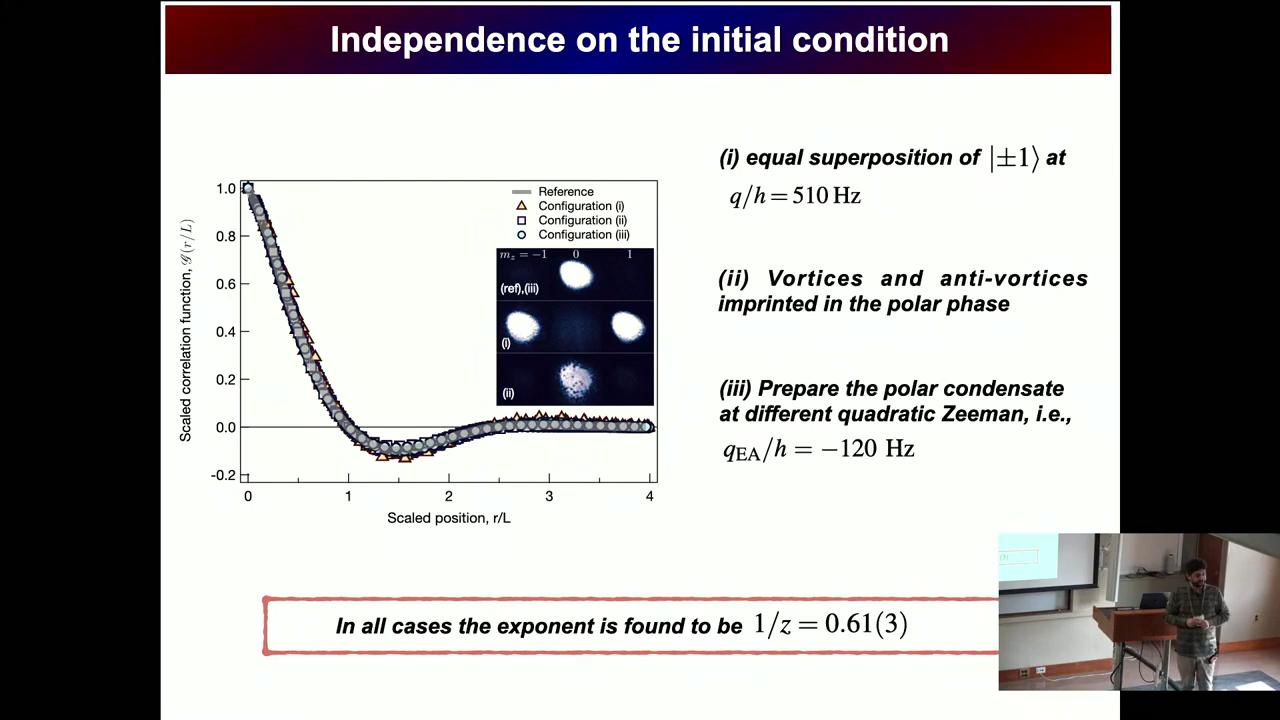 Independence on the initial condition
(i) equal superposition of |±1⟩ at
q/h = 510 Hz
(ii) Vortices and anti-vortices
imprinted in the polar phase
(iii) Prepare the polar condensate
at different quadratic Zeeman, i.e.,
q_EA/h = −120 Hz
Scaled correlation function, 𝒢(r/L)
1.0
0.8
0.6
0.4
0.2
0.0
-0.2
Reference
Configuration (i)
Configuration (ii)
Configuration (iii)
m_z = −1 0 1
(ref),(iii)
(i)
(ii)
0 1 2 3 4
Scaled position, r/L
In all cases the exponent is found to be 1/z = 0.61(3)